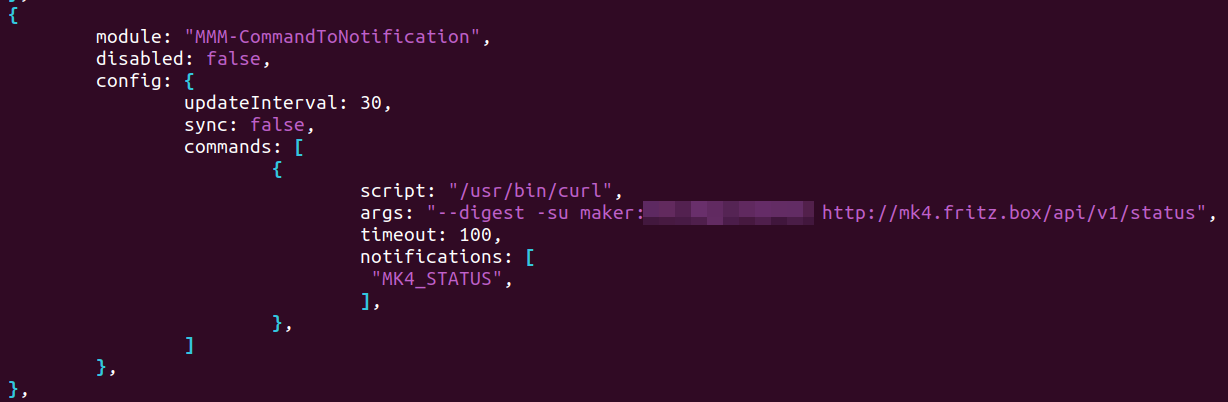 },
{
module: "MMM-CommandToNotification",
disabled: false,
config: {
updateInterval: 30,
sync: false,
commands: [
{
script: "/usr/bin/curl",
args: "--digest -su maker: http://mk4.fritz.box/api/v1/status",
timeout: 100,
notifications: [
"MK4_STATUS",
],
},
]
},
},